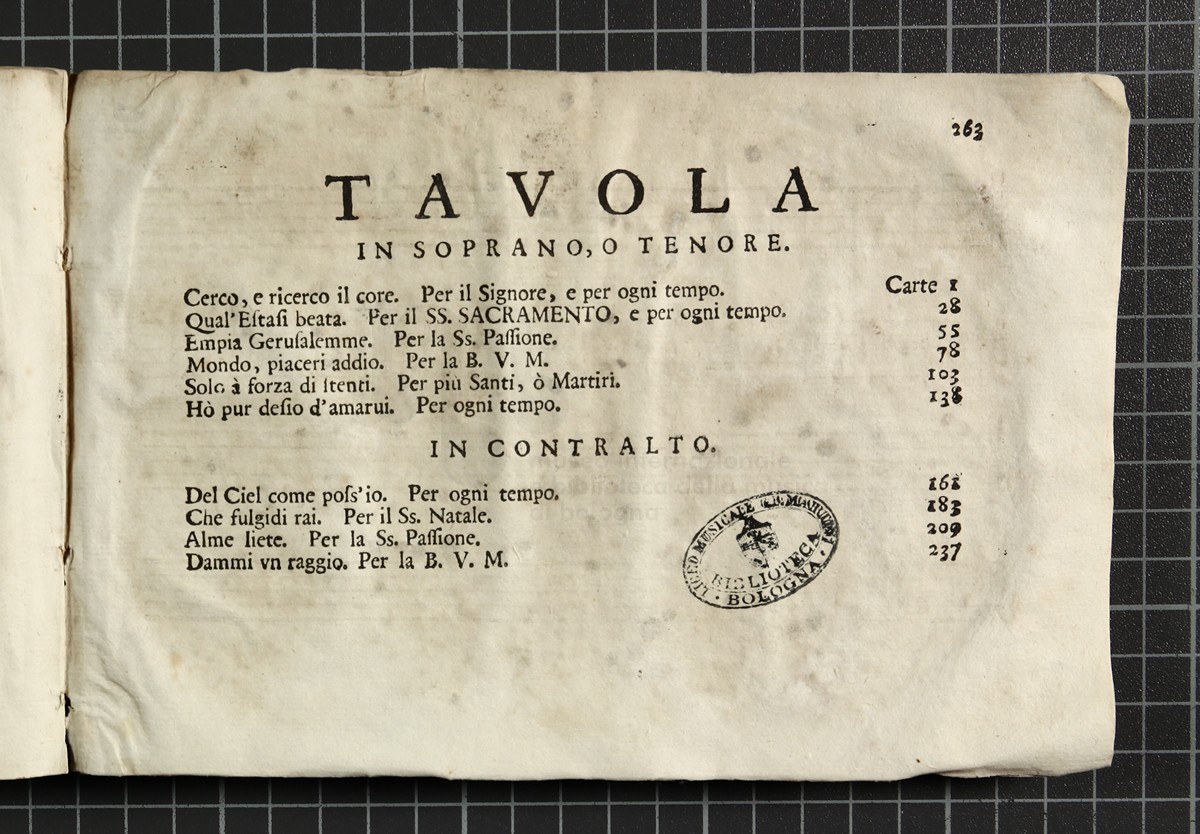 263
TAVOLA
IN SOPRANO, O TENORE.
Cerco, e ricerco il core. Per il Signore, e per ogni tempo. Carte 1
Qual'Eſtaſi beata. Per il SS. SACRAMENTO, e per ogni tempo. 28
Empia Geruſalemme. Per la Ss. Paſſione. 55
Mondo, piaceri addio. Per la B. V. M. 78
Solo à forza di ſtenti. Per più Santi, ò Martiri. 103
Hò pur deſio d'amarui. Per ogni tempo. 138
IN CONTRALTO.
Del Ciel come poſs'io. Per ogni tempo. 161
Che fulgidi rai. Per il Ss. Natale. 183
Alme liete. Per la Ss. Paſſione. 209
Dammi vn raggio. Per la B. V. M. 237
LICEO MUSICALE
BIBLIOTECA
BOLOGNA